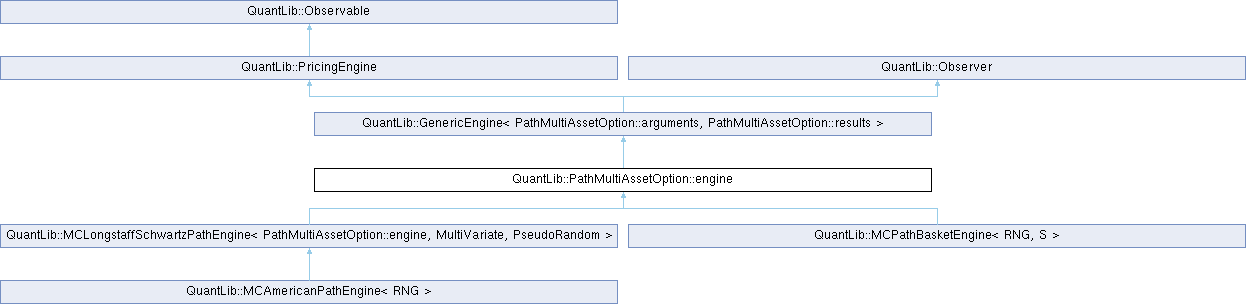 QuantLib::Observable
QuantLib::PricingEngine
QuantLib::Observer
QuantLib::GenericEngine< PathMultiAssetOption::arguments, PathMultiAssetOption::results >
QuantLib::PathMultiAssetOption::engine
QuantLib::MCLongstaffSchwartzPathEngine< PathMultiAssetOption::engine, MultiVariate, PseudoRandom >
QuantLib::MCPathBasketEngine< RNG, S >
QuantLib::MCAmericanPathEngine< RNG >